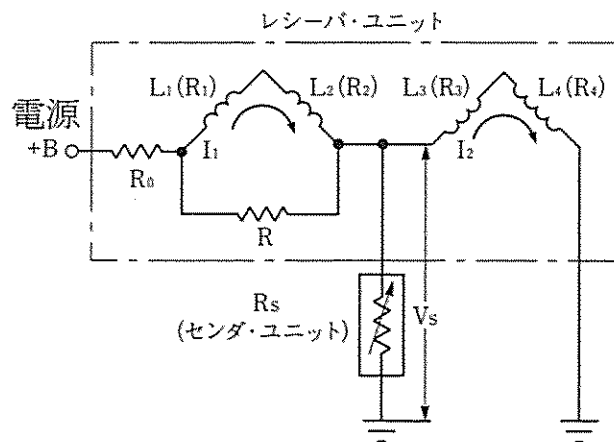 レシーバ・ユニット
L₁(R₁)
L₂(R₂)
L₃(R₃)
L₄(R₄)
電源
+B
R₀
I₁
I₂
R
Rs
(センダ・ユニット)
Vs